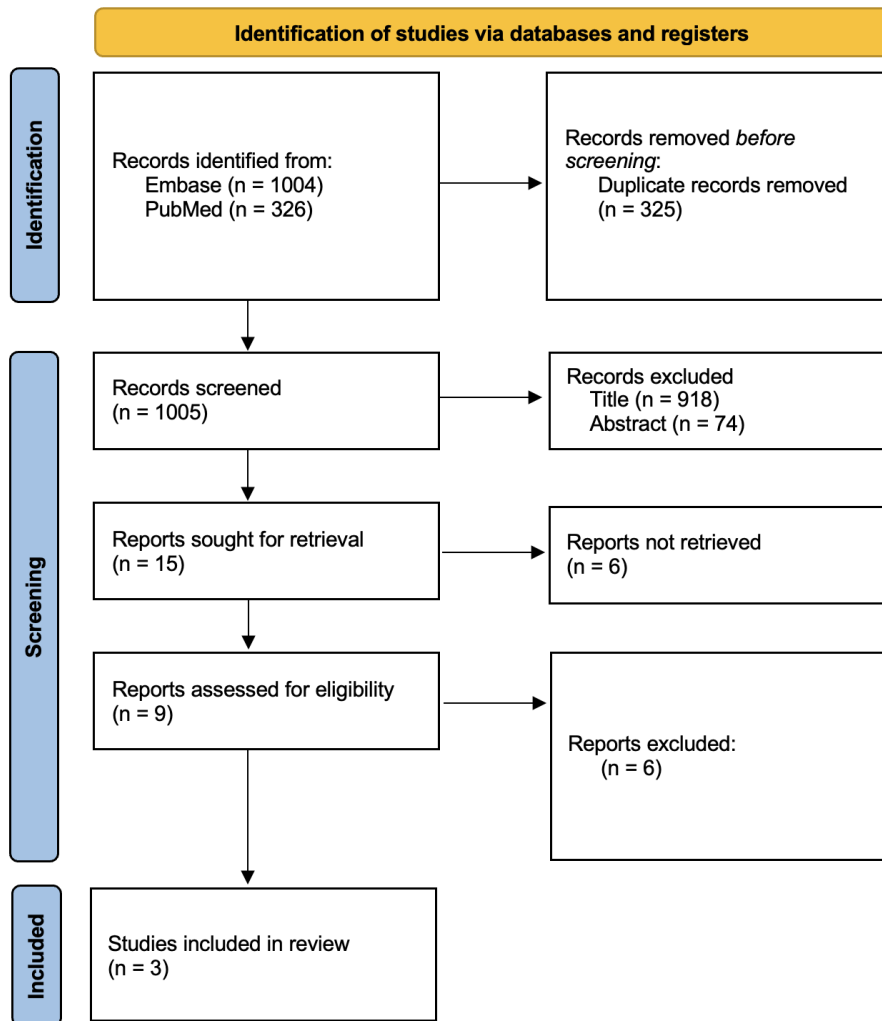 Identification of studies via databases and registers
Identification
Records identified from:
Embase (n = 1004)
PubMed (n = 326)
Records removed before
screening:
Duplicate records removed
(n = 325)
Screening
Records screened
(n = 1005)
Records excluded
Title (n = 918)
Abstract (n = 74)
Reports sought for retrieval
(n = 15)
Reports not retrieved
(n = 6)
Reports assessed for eligibility
(n = 9)
Reports excluded:
(n = 6)
Included
Studies included in review
(n = 3)